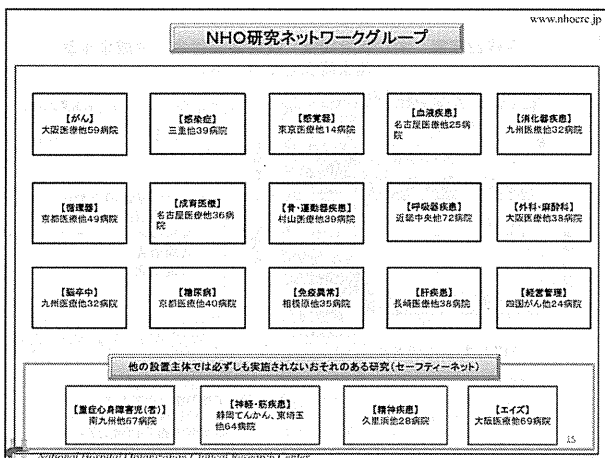 www.nhocrc.jp
NHO研究ネットワークグループ
【がん】
大阪医療他59病院
【感染症】
三重他39病院
【感覚器】
東京医療他14病院
【血液疾患】
名古屋医療他25病
院
【消化器疾患】
九州医療他32病院
【循環器】
京都医療他49病院
【成育医療】
名古屋医療他36病
院
【骨・運動器疾患】
村山医療他39病院
【呼吸器疾患】
近畿中央他72病院
【外科・麻酔科】
大阪医療他38病院
【脳卒中】
九州医療他32病院
【糖尿病】
京都医療他40病院
【免疫異常】
相模原他35病院
【肝疾患】
長崎医療他38病院
【経営管理】
四国がん他24病院
他の設置主体では必ずしも実施されないおそれのある研究（セーフティーネット）
【重症心身障害児（者）】
南九州他67病院
【神経・筋疾患】
静岡てんかん、東埼玉
他64病院
【精神疾患】
久里浜他28病院
【エイズ】
大阪医療他69病院
15
National Hospital Organization Clinical Research Center